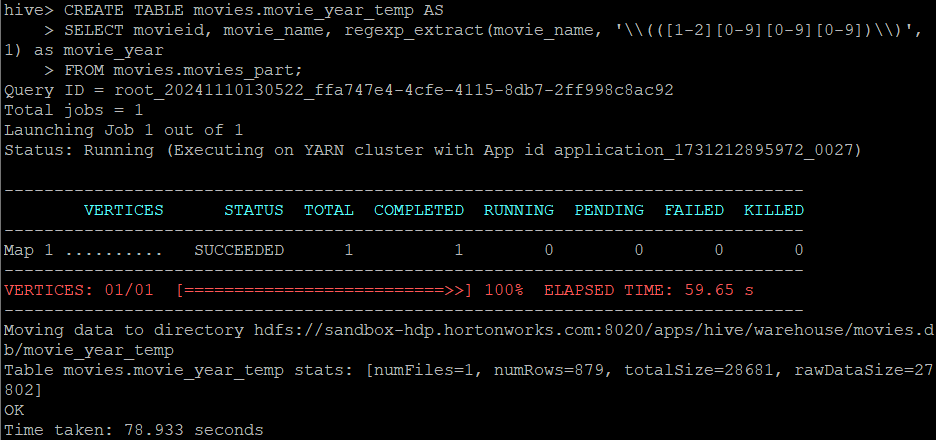 hive> CREATE TABLE movies.movie_year_temp AS
    > SELECT movieid, movie_name, regexp_extract(movie_name, '\\(([1-2][0-9][0-9][0-9])\\)',
1) as movie_year
    > FROM movies.movies_part;
Query ID = root_20241110130522_ffa747e4-4cfe-4115-8db7-2ff998c8ac92
Total jobs = 1
Launching Job 1 out of 1
Status: Running (Executing on YARN cluster with App id application_1731212895972_0027)
--------------------------------------------------------------------------------
        VERTICES      STATUS  TOTAL  COMPLETED  RUNNING  PENDING  FAILED  KILLED
--------------------------------------------------------------------------------
Map 1 ..........   SUCCEEDED      1          1        0        0       0       0
--------------------------------------------------------------------------------
VERTICES: 01/01  [==========================>>] 100%  ELAPSED TIME: 59.65 s
--------------------------------------------------------------------------------
Moving data to directory hdfs://sandbox-hdp.hortonworks.com:8020/apps/hive/warehouse/movies.d
b/movie_year_temp
Table movies.movie_year_temp stats: [numFiles=1, numRows=879, totalSize=28681, rawDataSize=27
802]
OK
Time taken: 78.933 seconds